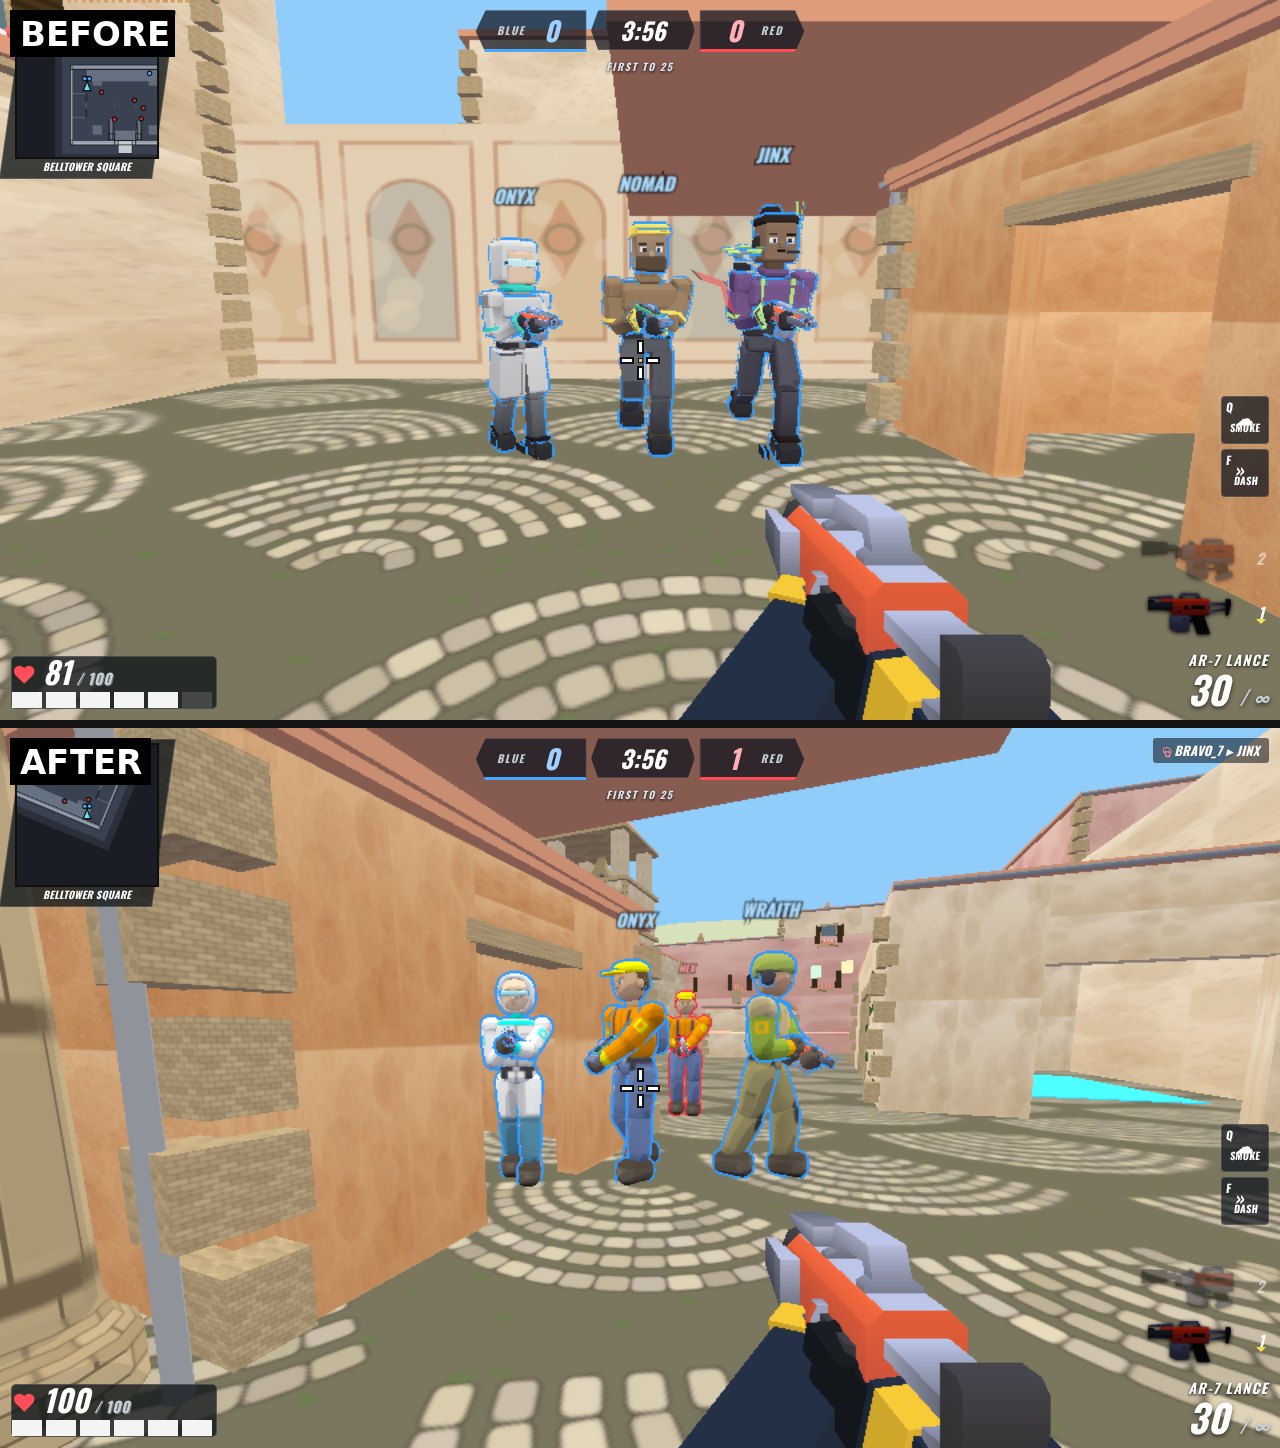 BEFORE
BLUE 0 3:56 0 RED
FIRST TO 25
BELLTOWER SQUARE
ONYX
NOMAD
JINX
Q
SMOKE
F
DASH
2
1
81 / 100
AR-7 LANCE
30 / ∞
AFTER
BLUE 0 3:56 1 RED
FIRST TO 25
BRAVO_7 ▸ JINX
BELLTOWER SQUARE
ONYX
WRAITH
HEX
Q
SMOKE
F
DASH
2
1
100 / 100
AR-7 LANCE
30 / ∞